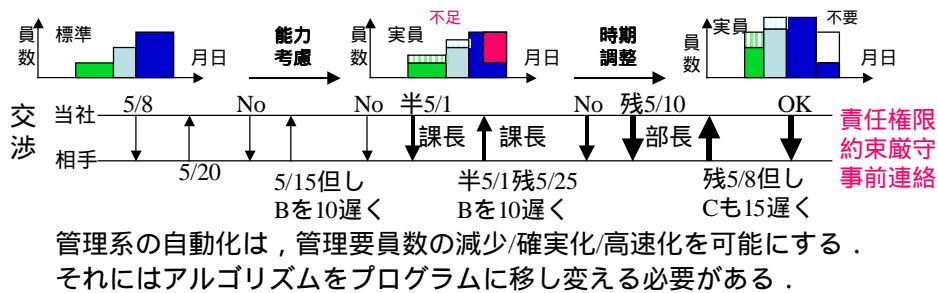 員数 標準 月日
能力考慮
員数 実員 不足 月日
時期調整
員数 実員 不要 月日
交渉
当社 5/8 No No 半5/1 No 残5/10 OK
課長 課長 部長
相手 5/20
5/15但し
Bを10遅く
半5/1残5/25
Bを10遅く
残5/8但し
Cも15遅く
責任権限
約束厳守
事前連絡
管理系の自動化は，管理要員数の減少/確実化/高速化を可能にする．
それにはアルゴリズムをプログラムに移し変える必要がある．